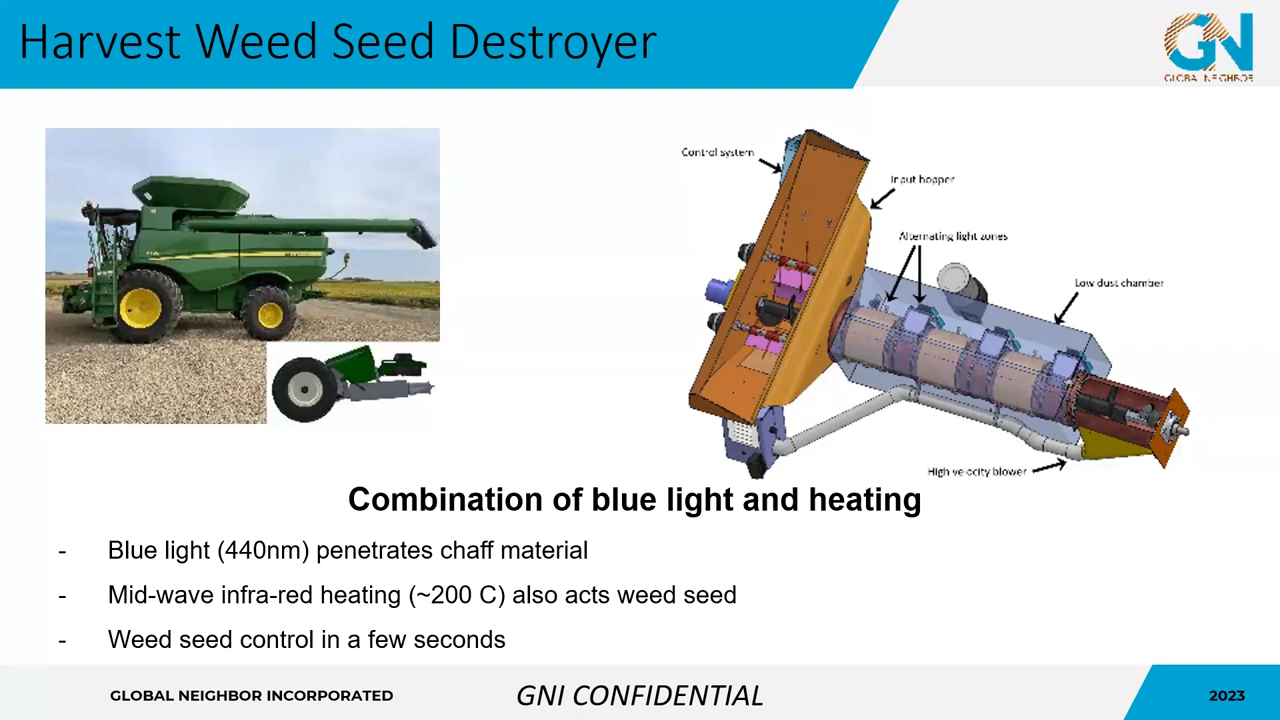 Harvest Weed Seed Destroyer
GN
GLOBAL NEIGHBOR
Control system
Input hopper
Alternating light zones
Low dust chamber
High velocity blower
Combination of blue light and heating
- Blue light (440nm) penetrates chaff material
- Mid-wave infra-red heating (~200 C) also acts weed seed
- Weed seed control in a few seconds
GLOBAL NEIGHBOR INCORPORATED
GNI CONFIDENTIAL
2023